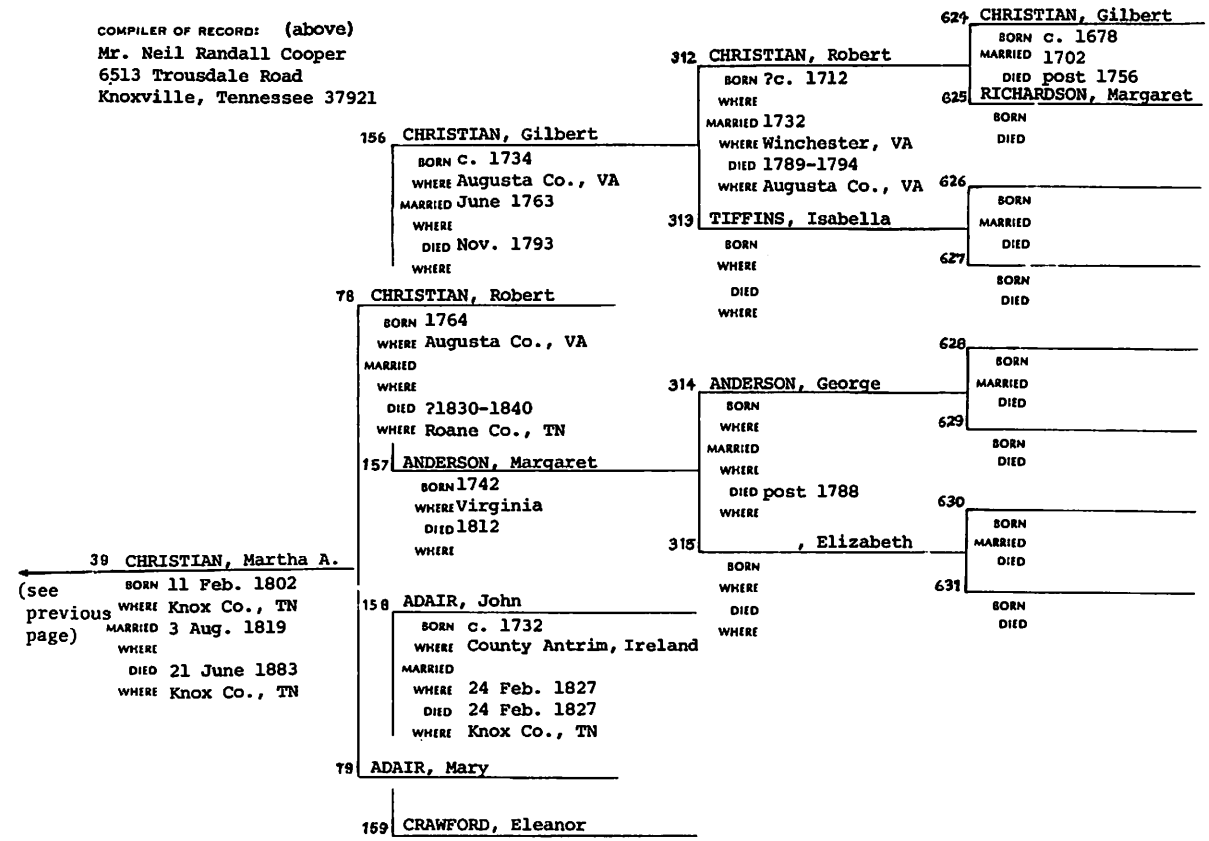 COMPILER OF RECORD: (above)
Mr. Neil Randall Cooper
6513 Trousdale Road
Knoxville, Tennessee 37921
39 CHRISTIAN, Martha A.
(see previous page)
BORN 11 Feb. 1802
WHERE Knox Co., TN
MARRIED 3 Aug. 1819
WHERE
DIED 21 June 1883
WHERE Knox Co., TN
78 CHRISTIAN, Robert
BORN 1764
WHERE Augusta Co., VA
MARRIED
WHERE
DIED ?1830-1840
WHERE Roane Co., TN
79 ADAIR, Mary
156 CHRISTIAN, Gilbert
BORN c. 1734
WHERE Augusta Co., VA
MARRIED June 1763
WHERE
DIED Nov. 1793
WHERE
157 ANDERSON, Margaret
BORN 1742
WHERE Virginia
DIED 1812
WHERE
158 ADAIR, John
BORN c. 1732
WHERE County Antrim, Ireland
MARRIED
WHERE 24 Feb. 1827
DIED 24 Feb. 1827
WHERE Knox Co., TN
159 CRAWFORD, Eleanor
312 CHRISTIAN, Robert
BORN ?c. 1712
WHERE
MARRIED 1732
WHERE Winchester, VA
DIED 1789-1794
WHERE Augusta Co., VA
313 TIFFINS, Isabella
BORN
WHERE
DIED
WHERE
314 ANDERSON, George
BORN
WHERE
MARRIED
WHERE
DIED post 1788
WHERE
315 , Elizabeth
BORN
WHERE
DIED
WHERE
624 CHRISTIAN, Gilbert
BORN c. 1678
MARRIED 1702
DIED post 1756
625 RICHARDSON, Margaret
BORN
DIED
626
BORN
MARRIED
DIED
627
BORN
DIED
628
BORN
MARRIED
DIED
629
BORN
DIED
630
BORN
MARRIED
DIED
631
BORN
DIED